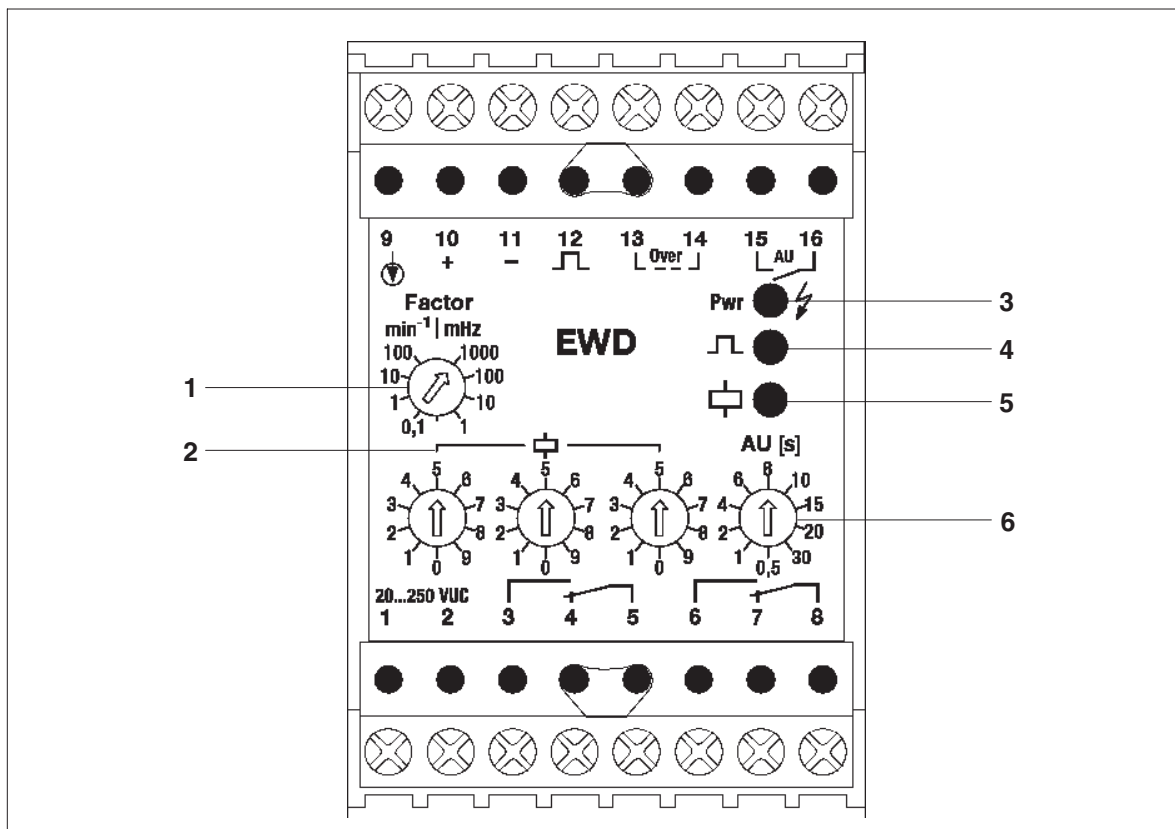 9 10 11 12 13 14 15 16
+ − Over AU
Pwr 3
Factor
min⁻¹ | mHz
EWD
4
100 1000
10 100
1 10
0,1 1
1
5
2
AU [s]
5 5 5 8
4 6 4 6 4 6 6 10
3 7 3 7 3 7 4 15
2 8 2 8 2 8 2 20
6
1 9 1 9 1 9 1 30
0 0 0 0,5
20...250 VUC
1 2 3 4 5 6 7 8